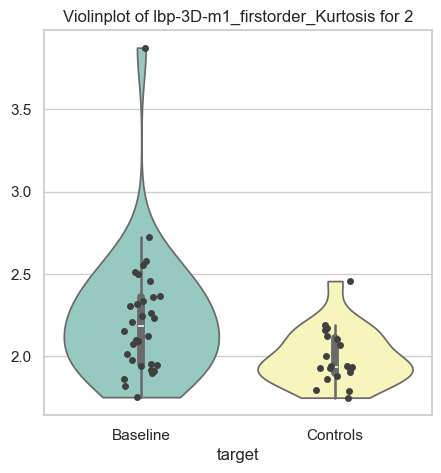 Violinplot of lbp-3D-m1_firstorder_Kurtosis for 2
3.5
3.0
2.5
2.0
Baseline
Controls
target